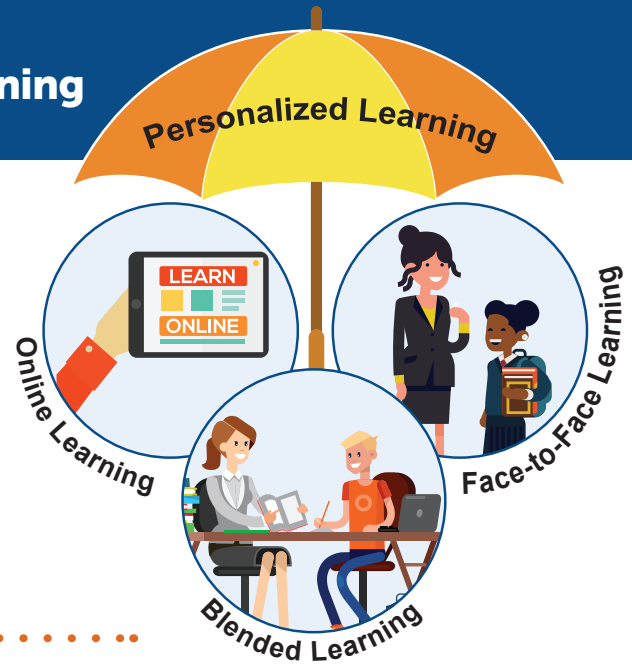 ning
Personalized Learning
LEARN
ONLINE
Online Learning
Face-to-Face Learning
Blended Learning